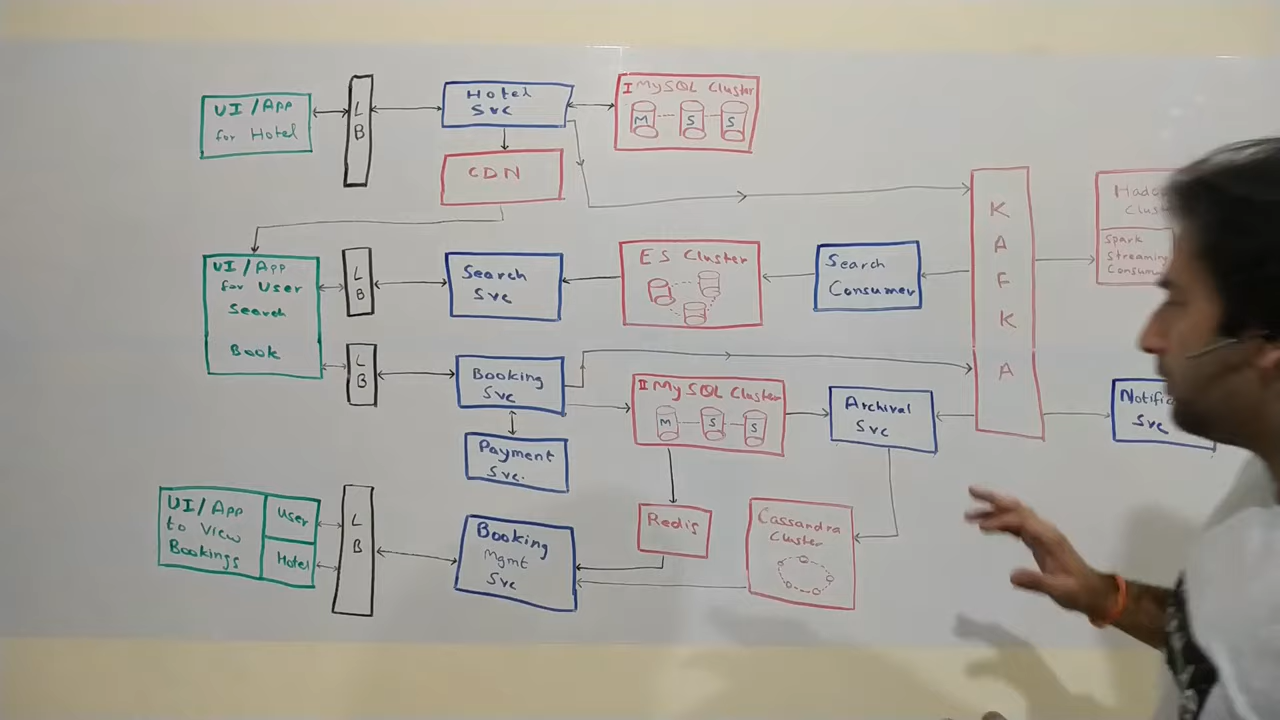 UI/App
for Hotel
L
B
Hotel
Svc
I MySQL Cluster
M
S
S
CDN
UI/App
for User
Search
Book
L
B
Search
Svc
ES Cluster
Search
Consumer
K
A
F
K
A
Spark
Streaming
L
B
Booking
Svc
II MySQL Cluster
M
S
S
Archival
Svc
Svc
Payment
Svc.
UI/App
to View
Bookings
User
Hotel
L
B
Booking
Mgmt
Svc
Redis
Cassandra
Cluster